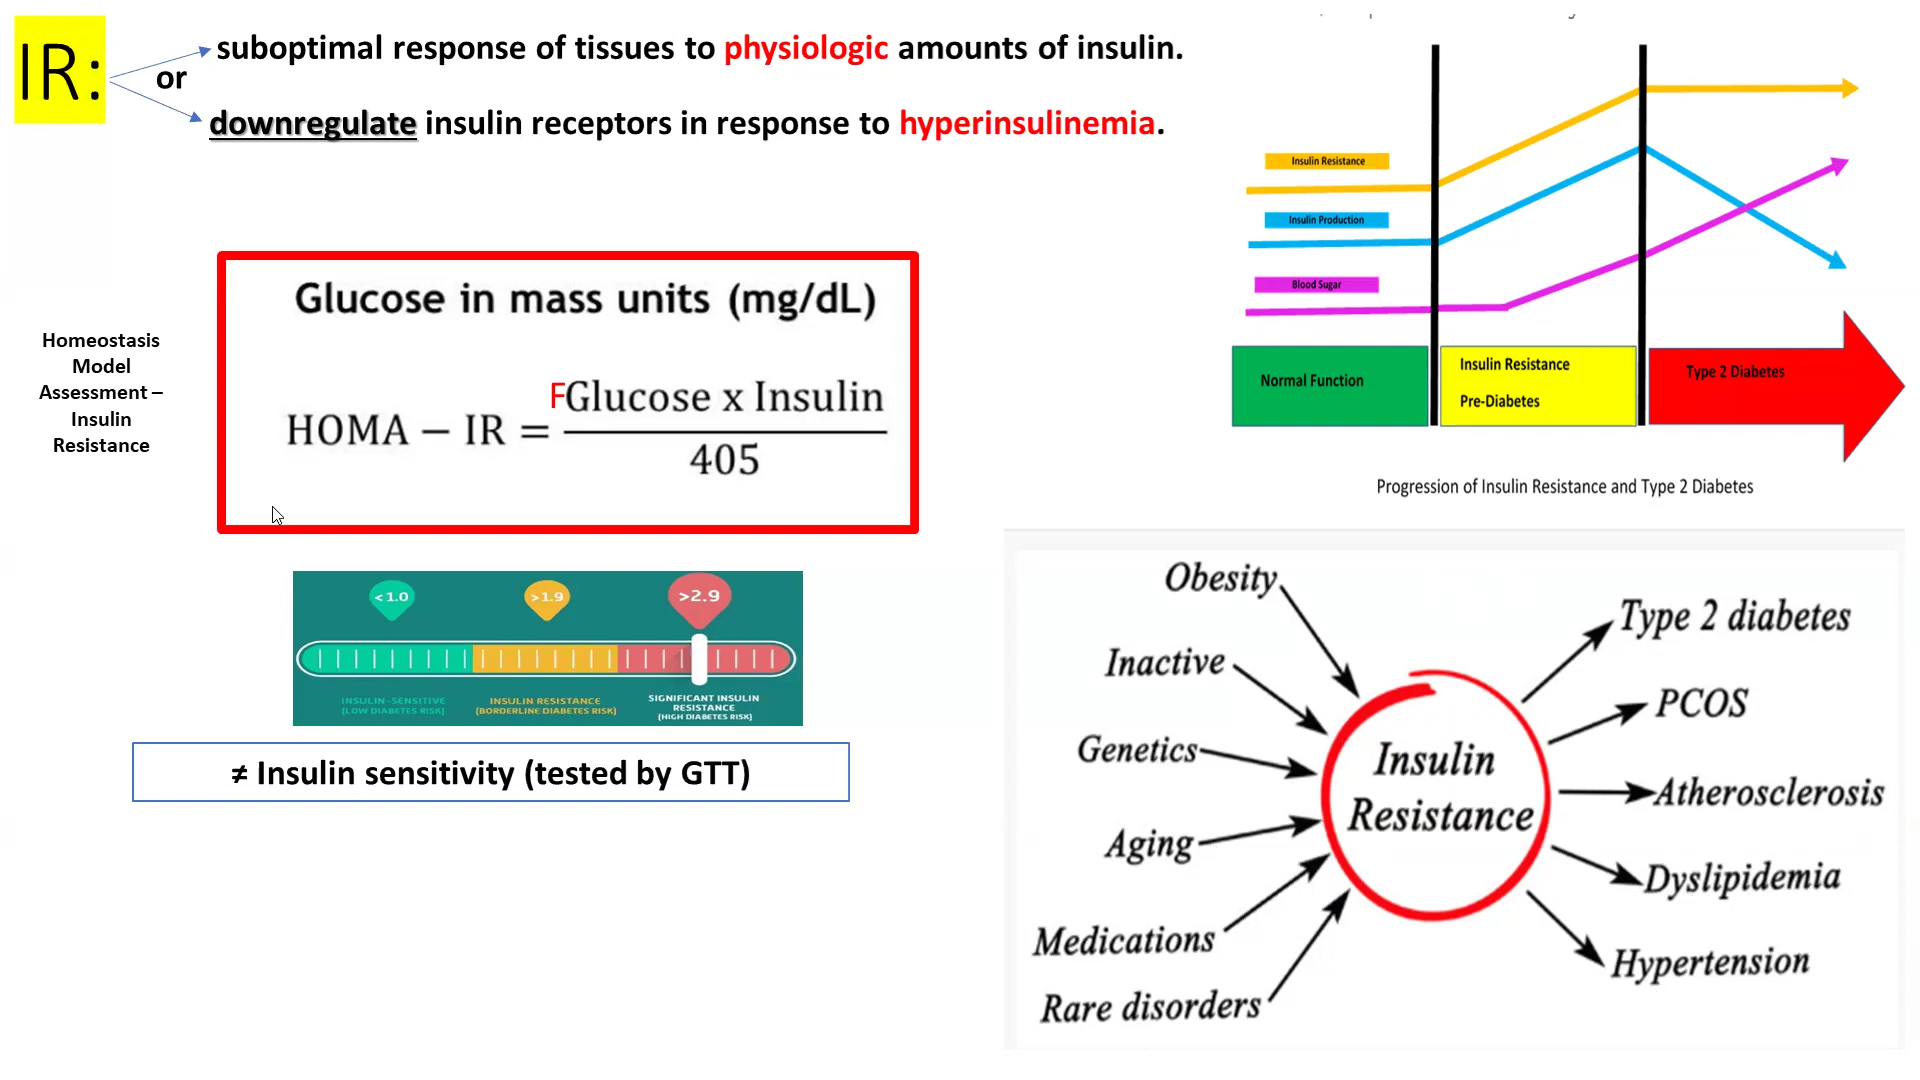 IR:
suboptimal response of tissues to physiologic amounts of insulin.
or
downregulate insulin receptors in response to hyperinsulinemia.
Homeostasis
Model
Assessment –
Insulin
Resistance
Glucose in mass units (mg/dL)
HOMA – IR = FGlucose x Insulin
405
<1.0
>1.9
>2.9
INSULIN-SENSITIVE
(LOW DIABETES RISK)
INSULIN RESISTANCE
(BORDERLINE DIABETES RISK)
SIGNIFICANT INSULIN
RESISTANCE
(HIGH DIABETES RISK)
≠ Insulin sensitivity (tested by GTT)
Insulin Resistance
Insulin Production
Blood Sugar
Normal Function
Insulin Resistance
Pre-Diabetes
Type 2 Diabetes
Progression of Insulin Resistance and Type 2 Diabetes
Obesity
Inactive
Genetics
Aging
Medications
Rare disorders
Insulin
Resistance
Type 2 diabetes
PCOS
Atherosclerosis
Dyslipidemia
Hypertension